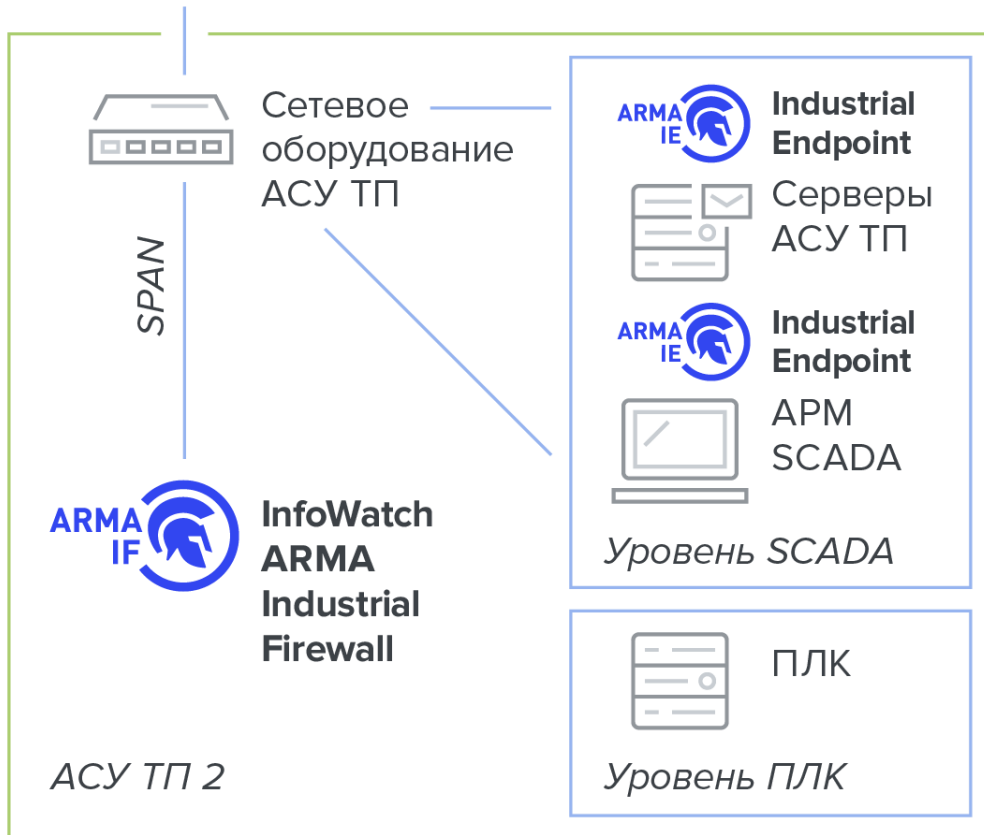 Сетевое
оборудование
АСУ ТП
SPAN
ARMA
IF
InfoWatch
ARMA
Industrial
Firewall
АСУ ТП 2
ARMA
IE
Industrial
Endpoint
Серверы
АСУ ТП
ARMA
IE
Industrial
Endpoint
АРМ
SCADA
Уровень SCADA
ПЛК
Уровень ПЛК